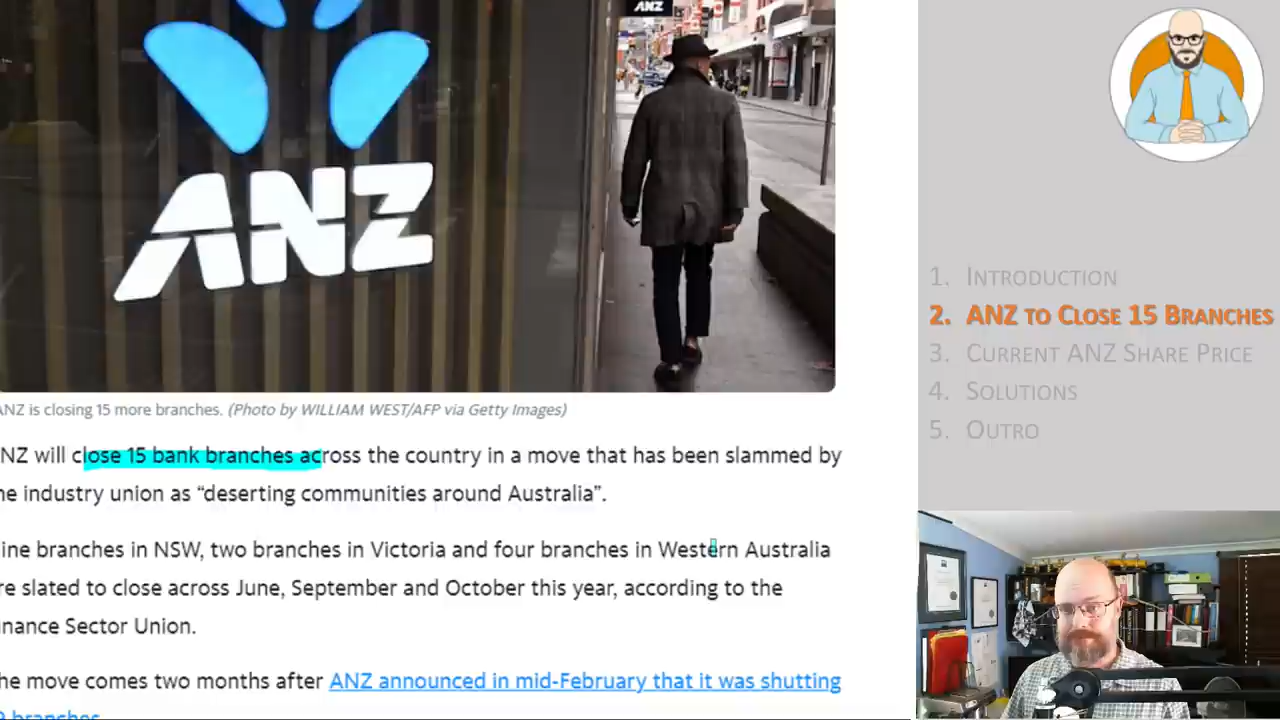 ANZ
ANZ
ANZ is closing 15 more branches. (Photo by WILLIAM WEST/AFP via Getty Images)
NZ will close 15 bank branches across the country in a move that has been slammed by
he industry union as “deserting communities around Australia”.
ine branches in NSW, two branches in Victoria and four branches in Western Australia
re slated to close across June, September and October this year, according to the
nance Sector Union.
he move comes two months after ANZ announced in mid-February that it was shutting
branches
1. INTRODUCTION
2. ANZ TO CLOSE 15 BRANCHES
3. CURRENT ANZ SHARE PRICE
4. SOLUTIONS
5. OUTRO